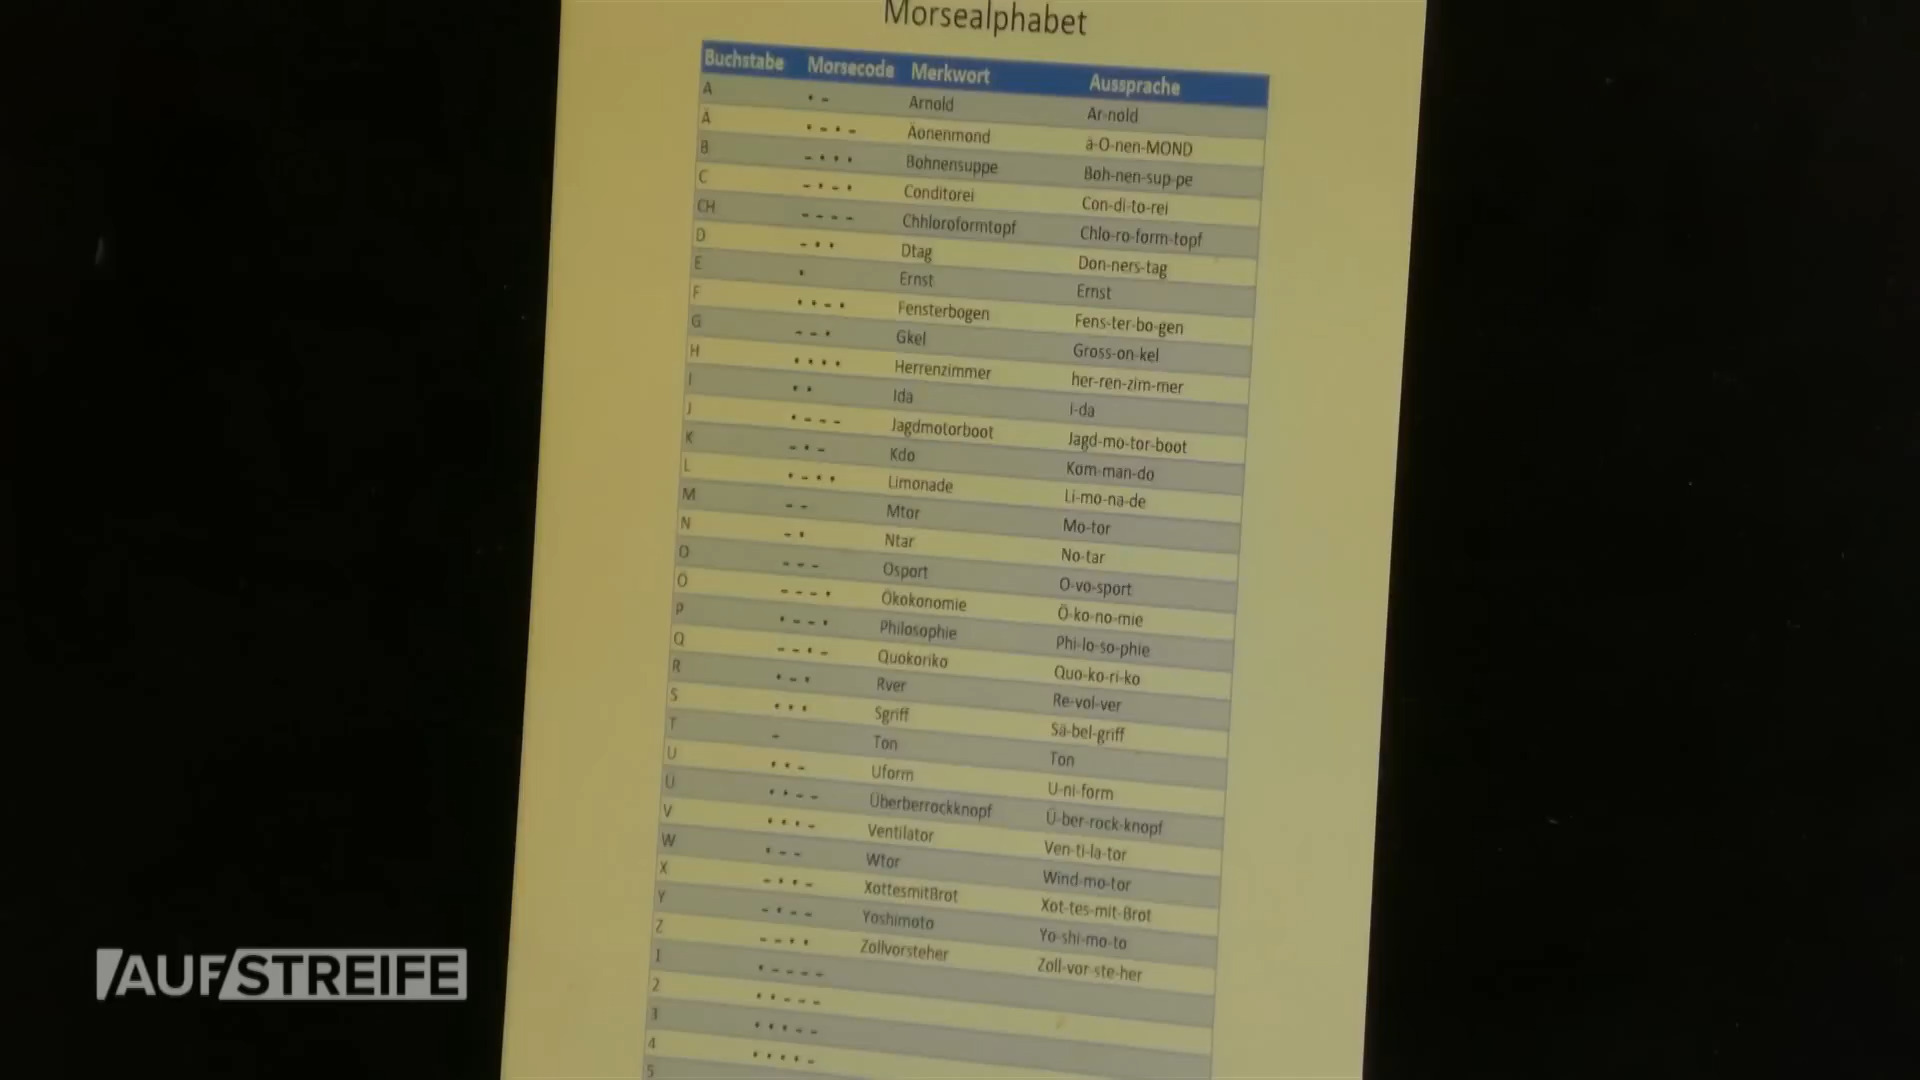 Morsealphabet
Buchstabe Morsecode Merkwort Aussprache
A • – Arnold Ar-nold
Ä • – • – Äonenmond ä-O-nen-MOND
B – • • • Bohnensuppe Boh-nen-sup-pe
C – • – • Conditorei Con-di-to-rei
CH – – – – Chhloroformtopf Chlo-ro-form-topf
D – • • Dtag Don-ners-tag
E • Ernst Ernst
F • • – • Fensterbogen Fens-ter-bo-gen
G – – • Gkel Gross-on-kel
H • • • • Herrenzimmer her-ren-zim-mer
I • • Ida i-da
J • – – – Jagdmotorboot Jagd-mo-tor-boot
K – • – Kdo Kom-man-do
L • – • • Limonade Li-mo-na-de
M – – Mtor Mo-tor
N – • Ntar No-tar
O – – – Osport O-vo-sport
Ö – – – • Ökokonomie Ö-ko-no-mie
P • – – • Philosophie Phi-lo-so-phie
Q – – • – Quokoriko Quo-ko-ri-ko
R • – • Rver Re-vol-ver
S • • • Sgriff Sä-bel-griff
T – Ton Ton
U • • – Uform U-ni-form
Ü • • – – Überberrockknopf Ü-ber-rock-knopf
V • • • – Ventilator Ven-ti-la-tor
W • – – Wtor Wind-mo-tor
X – • • – XottesmitBrot Xot-tes-mit-Brot
Y – • – – Yoshimoto Yo-shi-mo-to
Z – – • • Zollvorsteher Zoll-vor-ste-her
1 • – – – –
2 • • – – –
3 • • • – –
4 • • • • –
5
/AUF/STREIFE